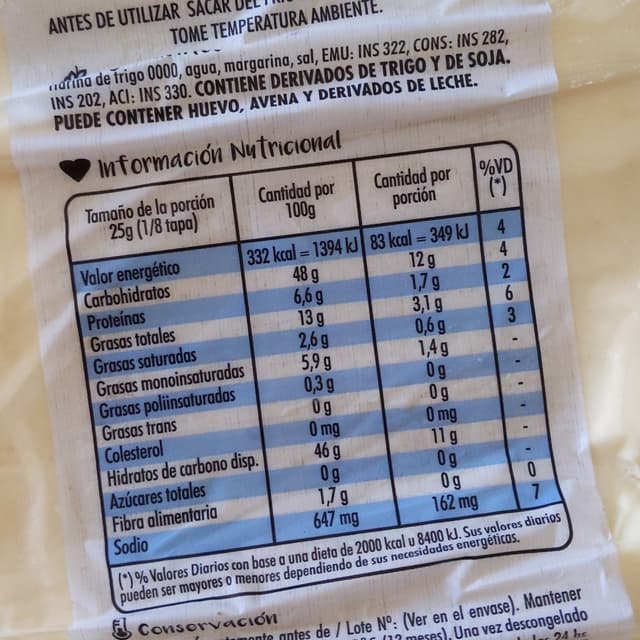 ANTES DE UTILIZAR SACAR DEL
TOME TEMPERATURA AMBIENTE.
Harina de trigo 0000, agua, margarina, sal, EMU: INS 322, CONS: INS 282,
INS 202, ACI: INS 330. CONTIENE DERIVADOS DE TRIGO Y DE SOJA.
PUEDE CONTENER HUEVO, AVENA Y DERIVADOS DE LECHE.
Información Nutricional
Tamaño de la porción 25g (1/8 tapa) Cantidad por 100g Cantidad por porción %VD (*)
Valor energético 332 kcal = 1394 kJ 83 kcal = 349 kJ 4
Carbohidratos 48 g 12 g 4
Proteínas 6,6 g 1,7 g 2
Grasas totales 13 g 3,1 g 6
Grasas saturadas 2,6 g 0,6 g 3
Grasas monoinsaturadas 5,9 g 1,4 g -
Grasas poliinsaturadas 0,3 g 0 g -
Grasas trans 0 g 0 g -
Colesterol 0 mg 0 mg -
Hidratos de carbono disp. 46 g 11 g -
Azúcares totales 0 g 0 g -
Fibra alimentaria 1,7 g 0 g 0
Sodio 647 mg 162 mg 7
(*) % Valores Diarios con base a una dieta de 2000 kcal u 8400 kJ. Sus valores diarios
pueden ser mayores o menores dependiendo de sus necesidades energéticas.
Conservación
antes de / Lote Nº: (Ver en el envase). Mantener
(12 meses). Una vez descongelado